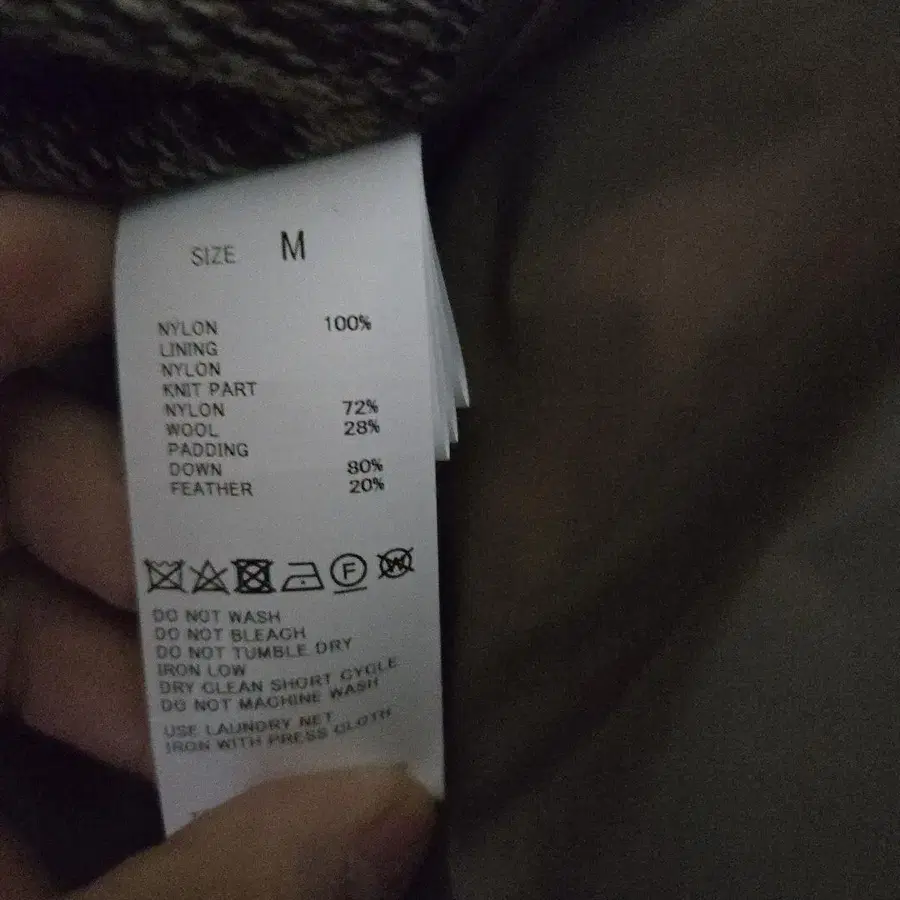 SIZE M
NYLON 100%
LINING
NYLON
KNIT PART
NYLON 72%
WOOL 28%
PADDING
DOWN 80%
FEATHER 20%
F W
DO NOT WASH
DO NOT BLEACH
DO NOT TUMBLE DRY
IRON LOW
DRY CLEAN SHORT CYCLE
DO NOT MACHINE WASH
USE LAUNDRY NET
IRON WITH PRESS CLOTH